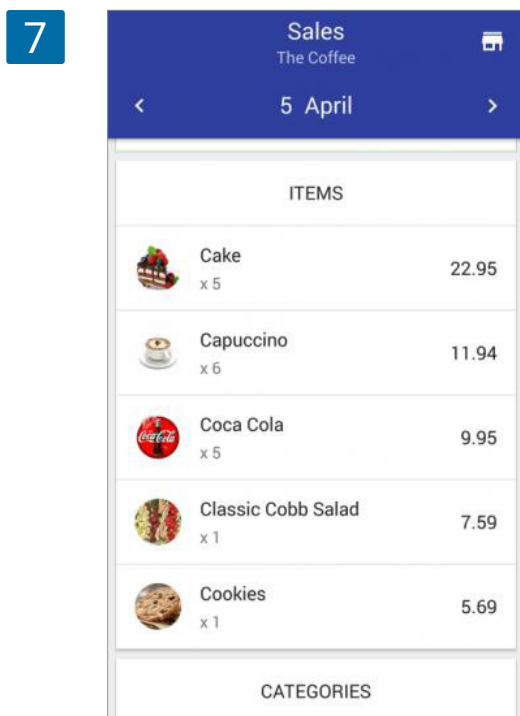 7
Sales
The Coffee
5 April
ITEMS
Cake
x 5
22.95
Capuccino
x 6
11.94
Coca Cola
x 5
9.95
Classic Cobb Salad
x 1
7.59
Cookies
x 1
5.69
CATEGORIES